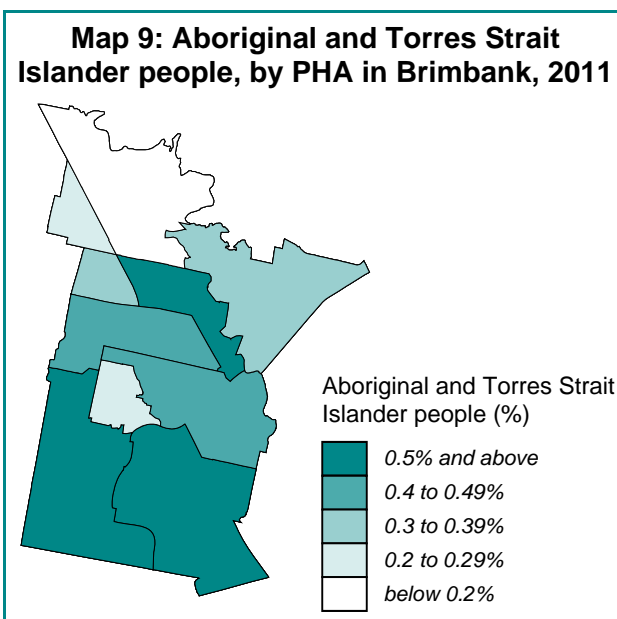 Map 9: Aboriginal and Torres Strait
Islander people, by PHA in Brimbank, 2011
Aboriginal and Torres Strait
Islander people (%)
0.5% and above
0.4 to 0.49%
0.3 to 0.39%
0.2 to 0.29%
below 0.2%